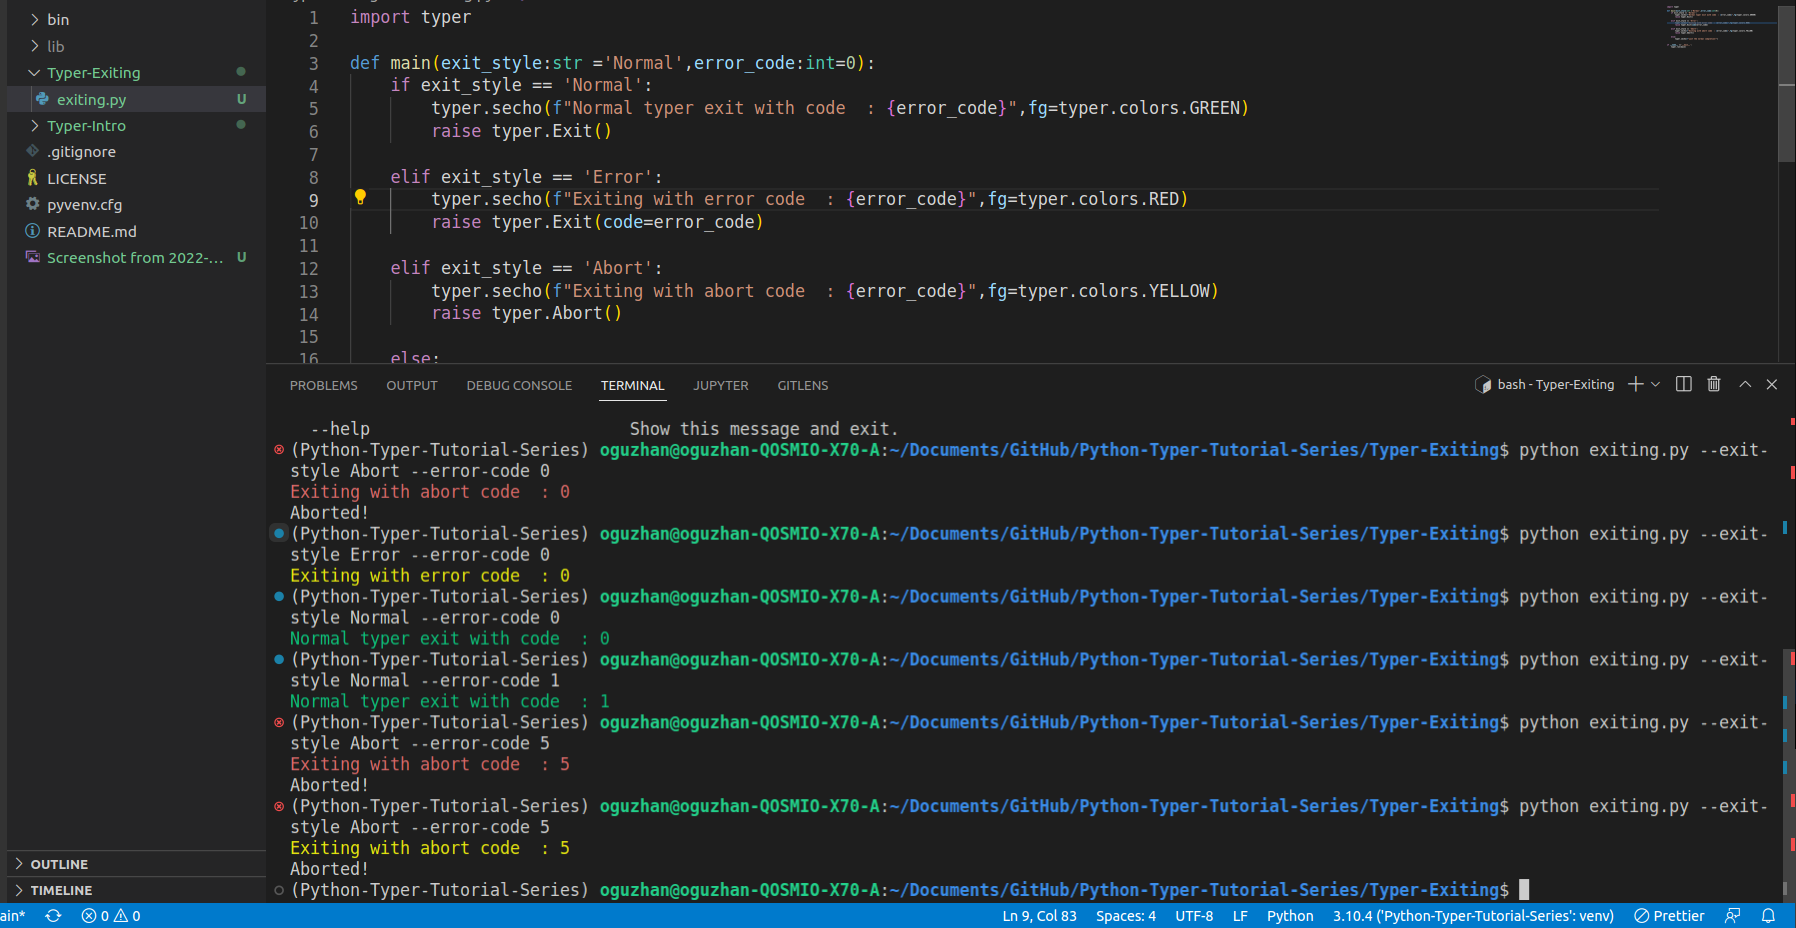 bin
lib
Typer-Exiting
exiting.py U
Typer-Intro
.gitignore
LICENSE
pyvenv.cfg
README.md
Screenshot from 2022-... U
OUTLINE
TIMELINE
1 import typer
2
3 def main(exit_style:str ='Normal',error_code:int=0):
4 if exit_style == 'Normal':
5 typer.secho(f"Normal typer exit with code  : {error_code}",fg=typer.colors.GREEN)
6 raise typer.Exit()
7
8 elif exit_style == 'Error':
9 typer.secho(f"Exiting with error code  : {error_code}",fg=typer.colors.RED)
10 raise typer.Exit(code=error_code)
11
12 elif exit_style == 'Abort':
13 typer.secho(f"Exiting with abort code  : {error_code}",fg=typer.colors.YELLOW)
14 raise typer.Abort()
15
16 else:
PROBLEMS OUTPUT DEBUG CONSOLE TERMINAL JUPYTER GITLENS bash - Typer-Exiting
--help Show this message and exit.
(Python-Typer-Tutorial-Series) oguzhan@oguzhan-QOSMIO-X70-A:~/Documents/GitHub/Python-Typer-Tutorial-Series/Typer-Exiting$ python exiting.py --exit-
style Abort --error-code 0
Exiting with abort code  : 0
Aborted!
(Python-Typer-Tutorial-Series) oguzhan@oguzhan-QOSMIO-X70-A:~/Documents/GitHub/Python-Typer-Tutorial-Series/Typer-Exiting$ python exiting.py --exit-
style Error --error-code 0
Exiting with error code  : 0
(Python-Typer-Tutorial-Series) oguzhan@oguzhan-QOSMIO-X70-A:~/Documents/GitHub/Python-Typer-Tutorial-Series/Typer-Exiting$ python exiting.py --exit-
style Normal --error-code 0
Normal typer exit with code  : 0
(Python-Typer-Tutorial-Series) oguzhan@oguzhan-QOSMIO-X70-A:~/Documents/GitHub/Python-Typer-Tutorial-Series/Typer-Exiting$ python exiting.py --exit-
style Normal --error-code 1
Normal typer exit with code  : 1
(Python-Typer-Tutorial-Series) oguzhan@oguzhan-QOSMIO-X70-A:~/Documents/GitHub/Python-Typer-Tutorial-Series/Typer-Exiting$ python exiting.py --exit-
style Abort --error-code 5
Exiting with abort code  : 5
Aborted!
(Python-Typer-Tutorial-Series) oguzhan@oguzhan-QOSMIO-X70-A:~/Documents/GitHub/Python-Typer-Tutorial-Series/Typer-Exiting$ python exiting.py --exit-
style Abort --error-code 5
Exiting with abort code  : 5
Aborted!
(Python-Typer-Tutorial-Series) oguzhan@oguzhan-QOSMIO-X70-A:~/Documents/GitHub/Python-Typer-Tutorial-Series/Typer-Exiting$
ain* 0 0 Ln 9, Col 83 Spaces: 4 UTF-8 LF Python 3.10.4 ('Python-Typer-Tutorial-Series': venv) Prettier